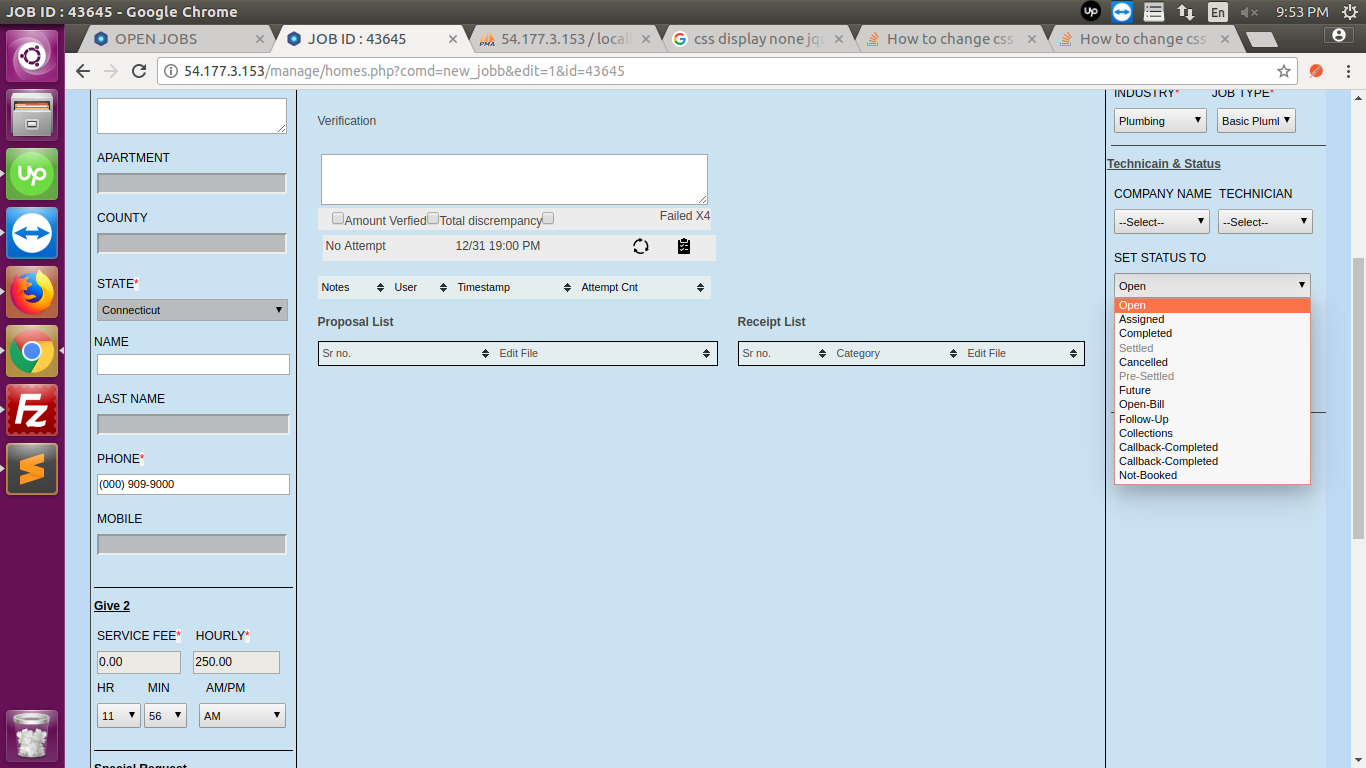 JOB ID : 43645 - Google Chrome
Up
En
9:53 PM
OPEN JOBS
JOB ID : 43645
PMA
54.177.3.153 / local
css display none jq
How to change css
How to change css
54.177.3.153/manage/homes.php?comd=new_jobb&edit=1&id=43645
APARTMENT
COUNTY
STATE*
Connecticut
NAME
LAST NAME
PHONE*
(000) 909-9000
MOBILE
Give 2
SERVICE FEE* HOURLY*
0.00 250.00
HR MIN AM/PM
11 56 AM
Special Request
Verification
Amount Verfied Total discrempancy Failed X4
No Attempt 12/31 19:00 PM
Notes User Timestamp Attempt Cnt
Proposal List
Sr no. Edit File
Receipt List
Sr no. Category Edit File
INDUSTRY* JOB TYPE*
Plumbing Basic Pluml
Technicain & Status
COMPANY NAME TECHNICIAN
--Select-- --Select--
SET STATUS TO
Open
Open
Assigned
Completed
Settled
Cancelled
Pre-Settled
Future
Open-Bill
Follow-Up
Collections
Callback-Completed
Callback-Completed
Not-Booked
up
Fz